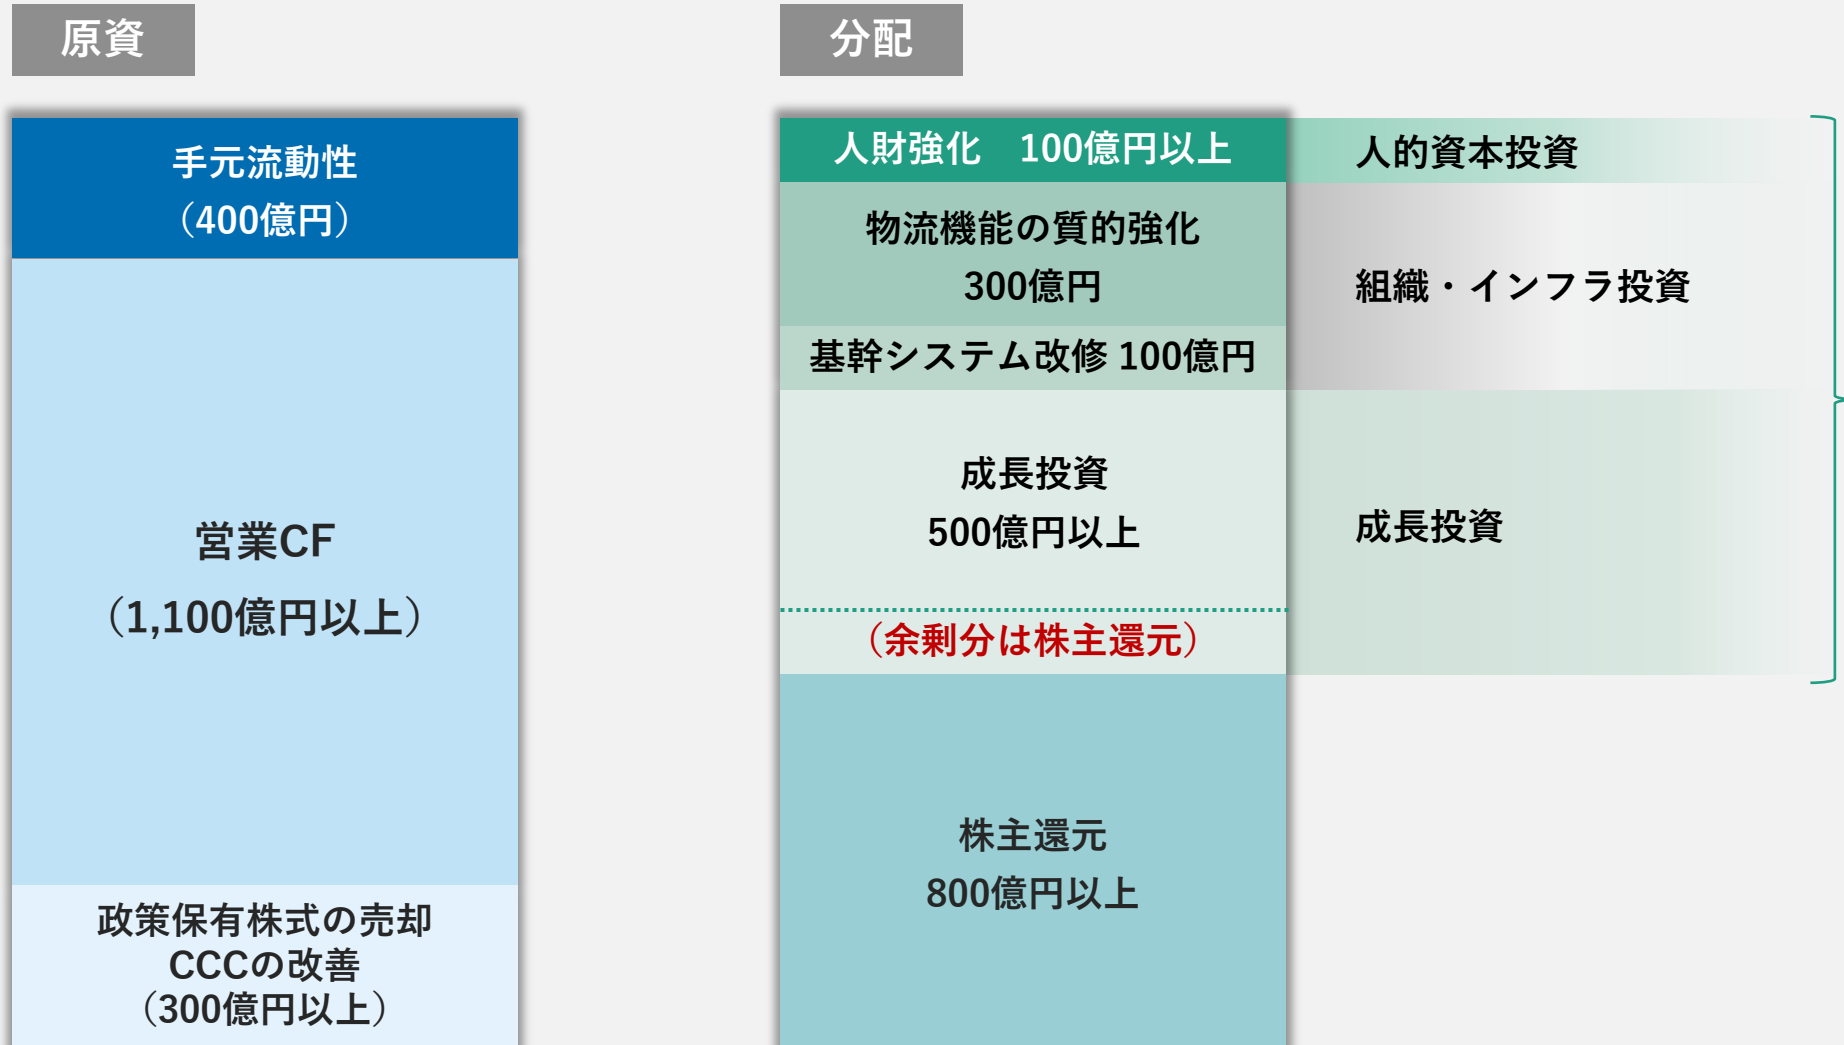 原資
手元流動性
（400億円）
営業CF
（1,100億円以上）
政策保有株式の売却
CCCの改善
（300億円以上）
分配
人財強化　100億円以上
物流機能の質的強化
300億円
基幹システム改修 100億円
成長投資
500億円以上
（余剰分は株主還元）
株主還元
800億円以上
人的資本投資
組織・インフラ投資
成長投資